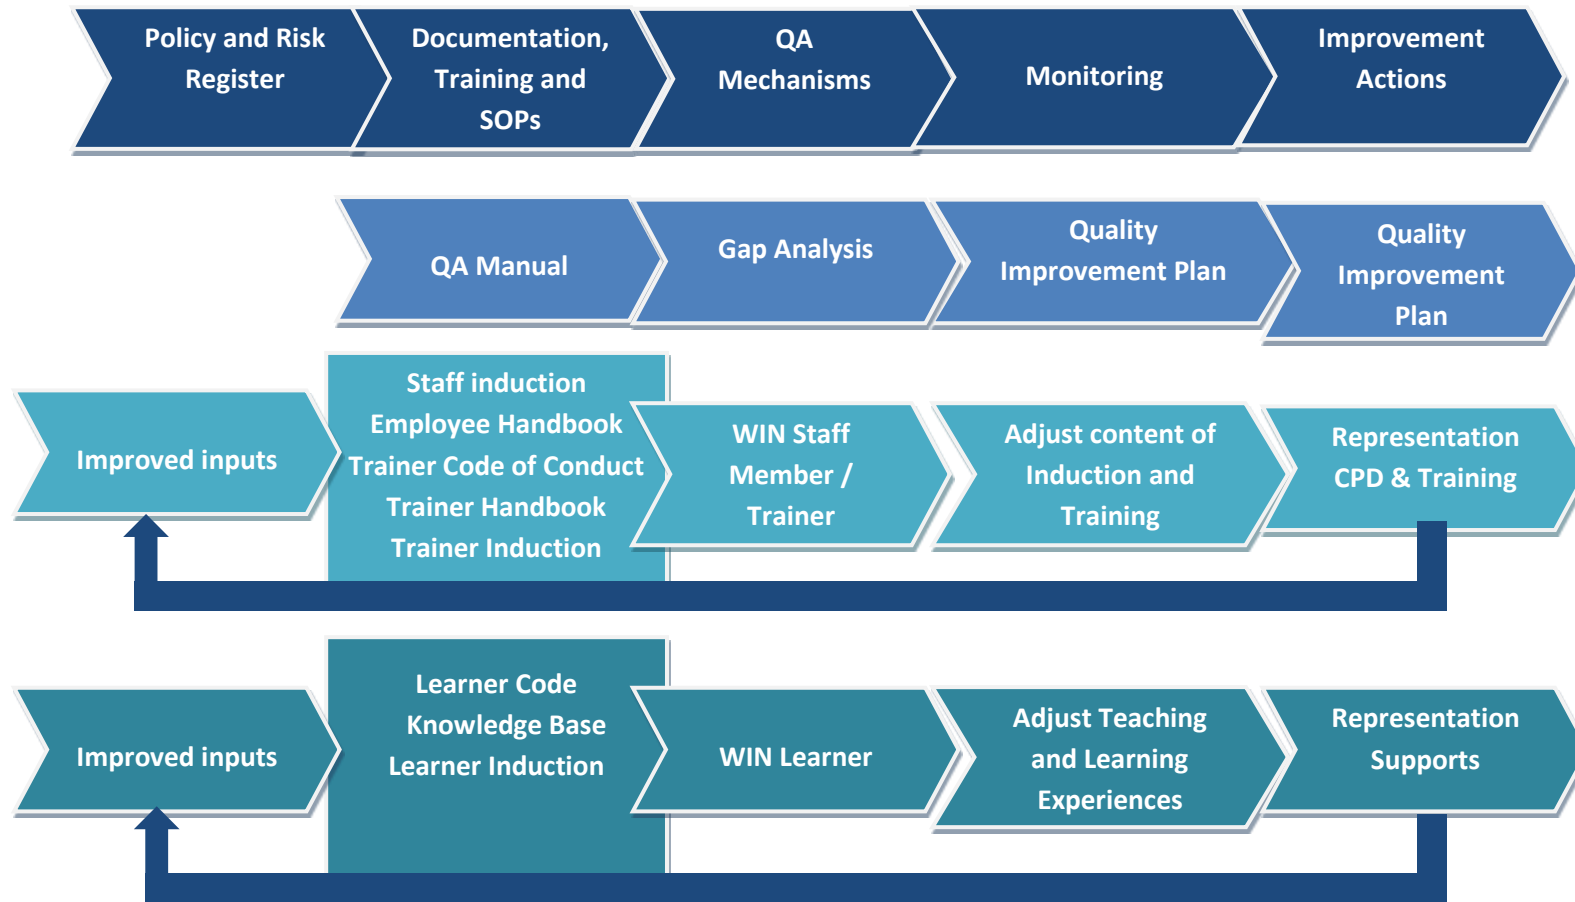 Policy and Risk
Register
Documentation,
Training and
SOPs
QA
Mechanisms
Monitoring
Improvement
Actions
QA Manual
Gap Analysis
Quality
Improvement Plan
Quality
Improvement
Plan
Improved inputs
Staff induction
Employee Handbook
Trainer Code of Conduct
Trainer Handbook
Trainer Induction
WIN Staff
Member /
Trainer
Adjust content of
Induction and
Training
Representation
CPD & Training
Improved inputs
Learner Code
Knowledge Base
Learner Induction
WIN Learner
Adjust Teaching
and Learning
Experiences
Representation
Supports